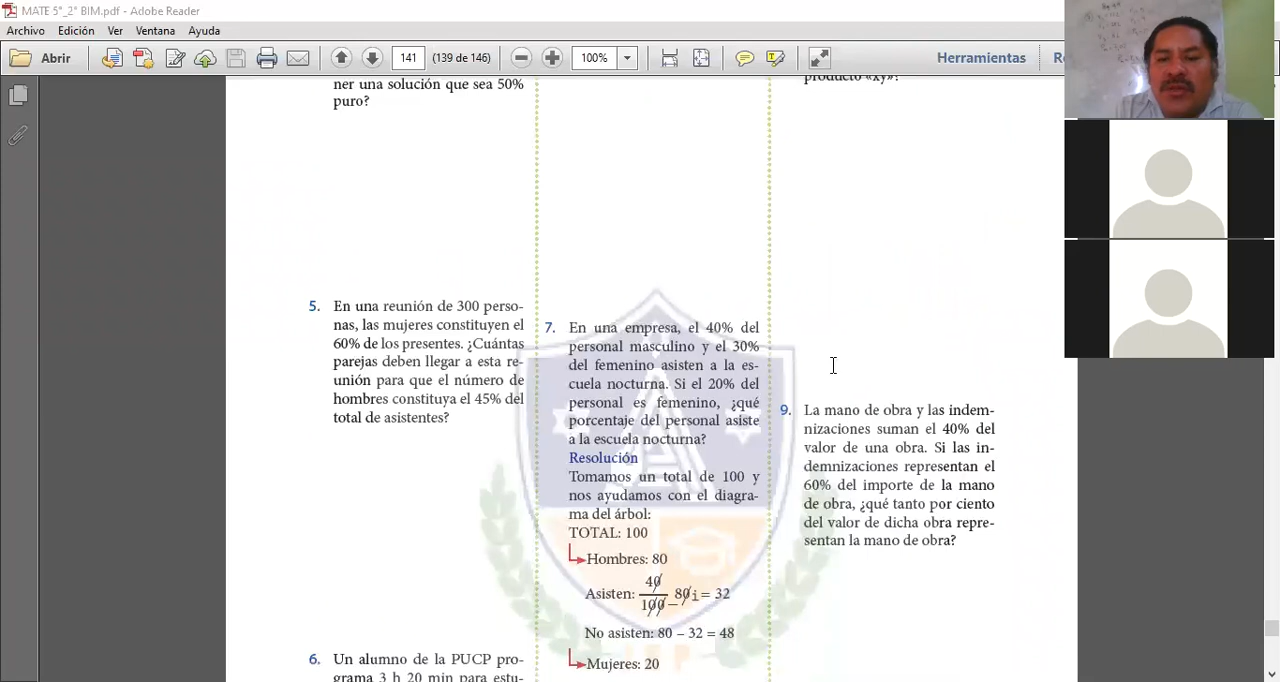 MATE 5°_2° BIM.pdf - Adobe Reader
Archivo Edición Ver Ventana Ayuda
Abrir
141 (139 de 146)
100%
Herramientas
ner una solución que sea 50%
puro?
5. En una reunión de 300 perso-
nas, las mujeres constituyen el
60% de los presentes. ¿Cuántas
parejas deben llegar a esta re-
unión para que el número de
hombres constituya el 45% del
total de asistentes?
6. Un alumno de la PUCP pro-
grama 3 h 20 min para estu-
7. En una empresa, el 40% del
personal masculino y el 30%
del femenino asisten a la es-
cuela nocturna. Si el 20% del
personal es femenino, ¿qué
porcentaje del personal asiste
a la escuela nocturna?
Resolución
Tomamos un total de 100 y
nos ayudamos con el diagra-
ma del árbol:
TOTAL: 100
Hombres: 80
Asisten: 40/100 80 = 32
No asisten: 80 – 32 = 48
Mujeres: 20
producto «xy»?
9. La mano de obra y las indem-
nizaciones suman el 40% del
valor de una obra. Si las in-
demnizaciones representan el
60% del importe de la mano
de obra, ¿qué tanto por ciento
del valor de dicha obra repre-
sentan la mano de obra?